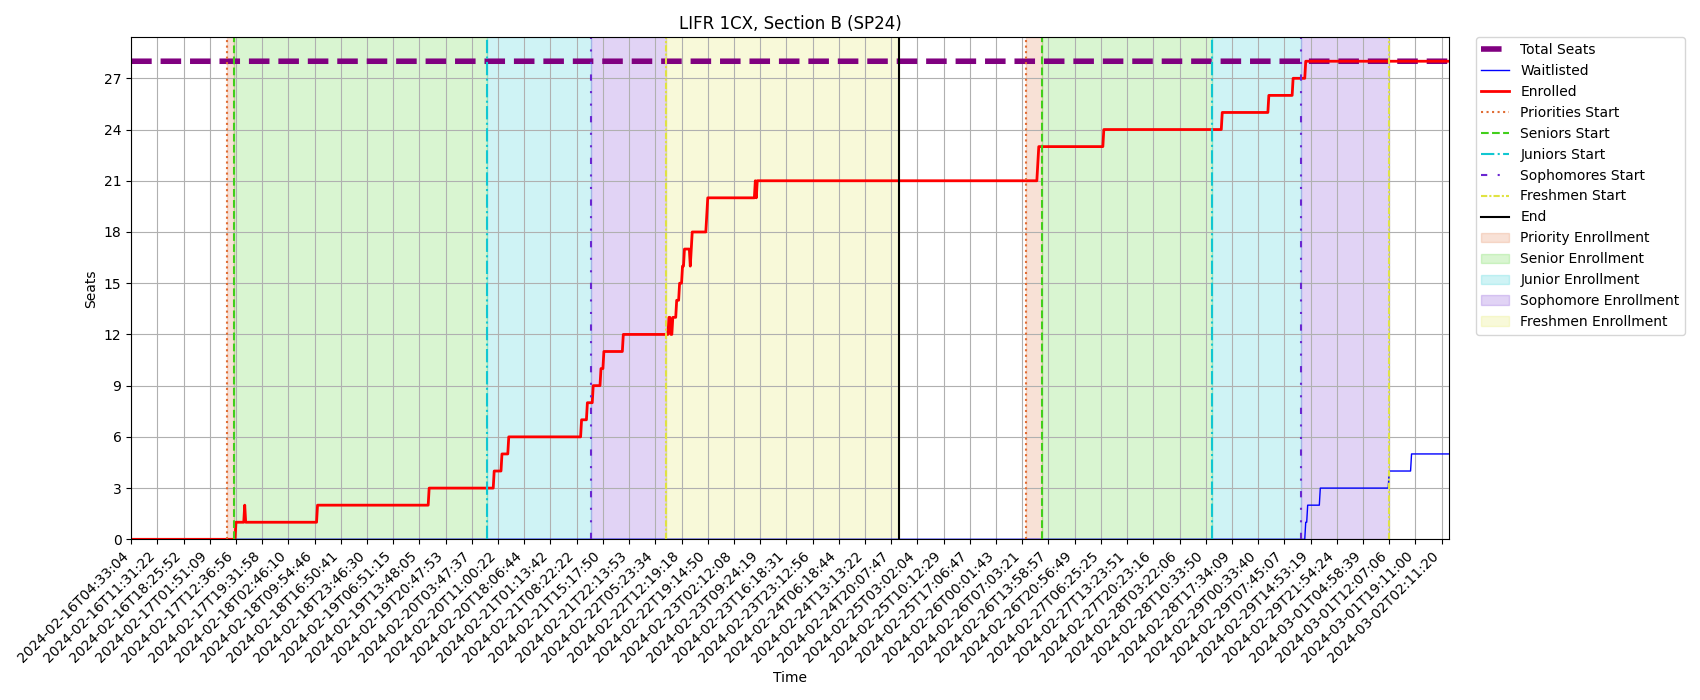 LIFR 1CX, Section B (SP24)
Seats
27
24
21
18
15
12
9
6
3
0
2024-02-16T04:33:04
2024-02-16T11:31:22
2024-02-16T18:25:52
2024-02-17T01:51:09
2024-02-17T12:36:56
2024-02-17T19:31:58
2024-02-18T02:46:10
2024-02-18T09:54:46
2024-02-18T16:50:41
2024-02-18T23:46:30
2024-02-19T06:51:15
2024-02-19T13:48:05
2024-02-19T20:47:53
2024-02-20T03:47:37
2024-02-20T11:00:22
2024-02-20T18:06:44
2024-02-21T01:13:42
2024-02-21T08:22:22
2024-02-21T15:17:50
2024-02-21T22:13:53
2024-02-22T05:23:34
2024-02-22T12:19:18
2024-02-22T19:14:50
2024-02-23T02:12:08
2024-02-23T09:24:19
2024-02-23T16:18:31
2024-02-23T23:12:56
2024-02-24T06:18:44
2024-02-24T13:13:22
2024-02-24T20:07:47
2024-02-25T03:02:04
2024-02-25T10:12:29
2024-02-25T17:06:47
2024-02-26T00:01:43
2024-02-26T07:03:21
2024-02-26T13:58:57
2024-02-26T20:56:49
2024-02-27T06:25:25
2024-02-27T13:23:51
2024-02-27T20:23:16
2024-02-28T03:22:06
2024-02-28T10:33:50
2024-02-28T17:34:09
2024-02-29T00:33:40
2024-02-29T07:45:07
2024-02-29T14:53:19
2024-02-29T21:54:24
2024-03-01T04:58:39
2024-03-01T12:07:06
2024-03-01T19:11:00
2024-03-02T02:11:20
Time
Total Seats
Waitlisted
Enrolled
Priorities Start
Seniors Start
Juniors Start
Sophomores Start
Freshmen Start
End
Priority Enrollment
Senior Enrollment
Junior Enrollment
Sophomore Enrollment
Freshmen Enrollment